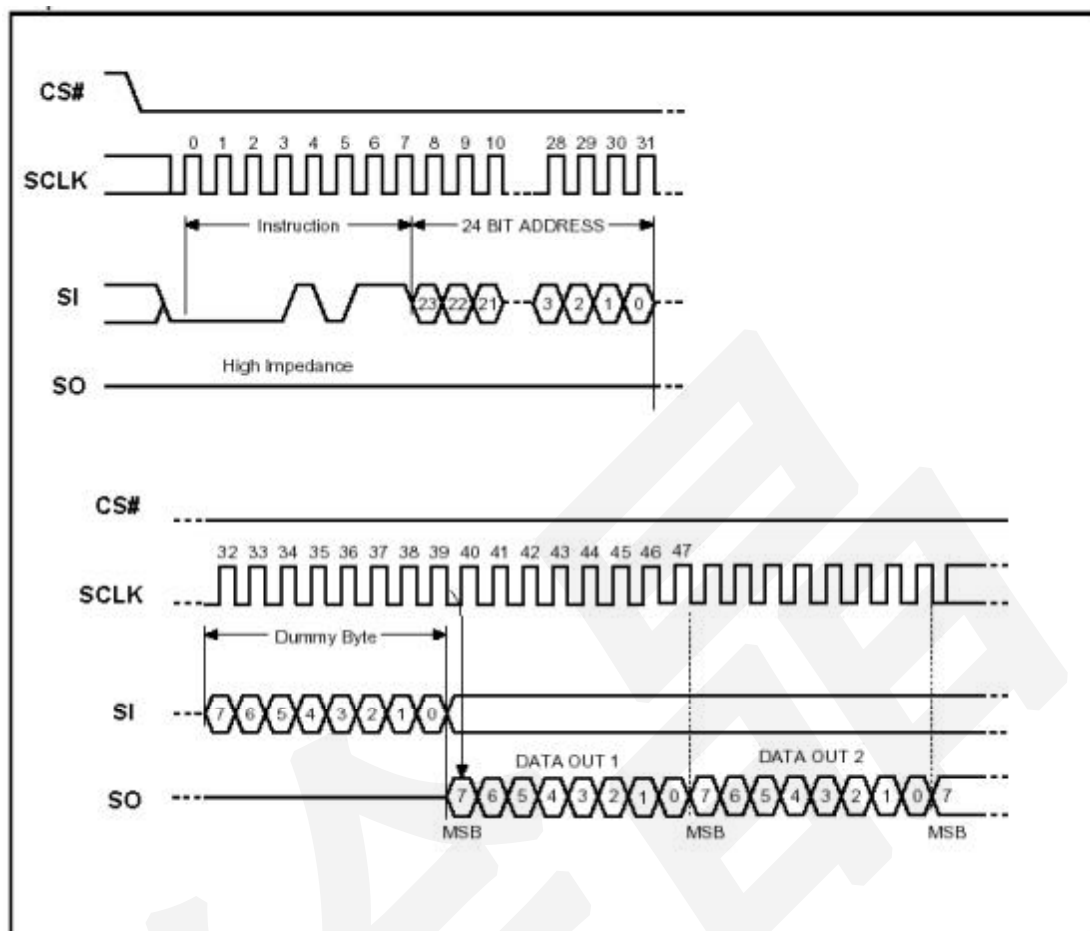 CS#
0 1 2 3 4 5 6 7 8 9 10 28 29 30 31
SCLK
Instruction 24 BIT ADDRESS
SI 23 22 21 3 2 1 0
High Impedance
SO
CS#
32 33 34 35 36 37 38 39 40 41 42 43 44 45 46 47
SCLK
Dummy Byte
SI 7 6 5 4 3 2 1 0
DATA OUT 1 DATA OUT 2
SO 7 6 5 4 3 2 1 0 7 6 5 4 3 2 1 0 7
MSB MSB MSB